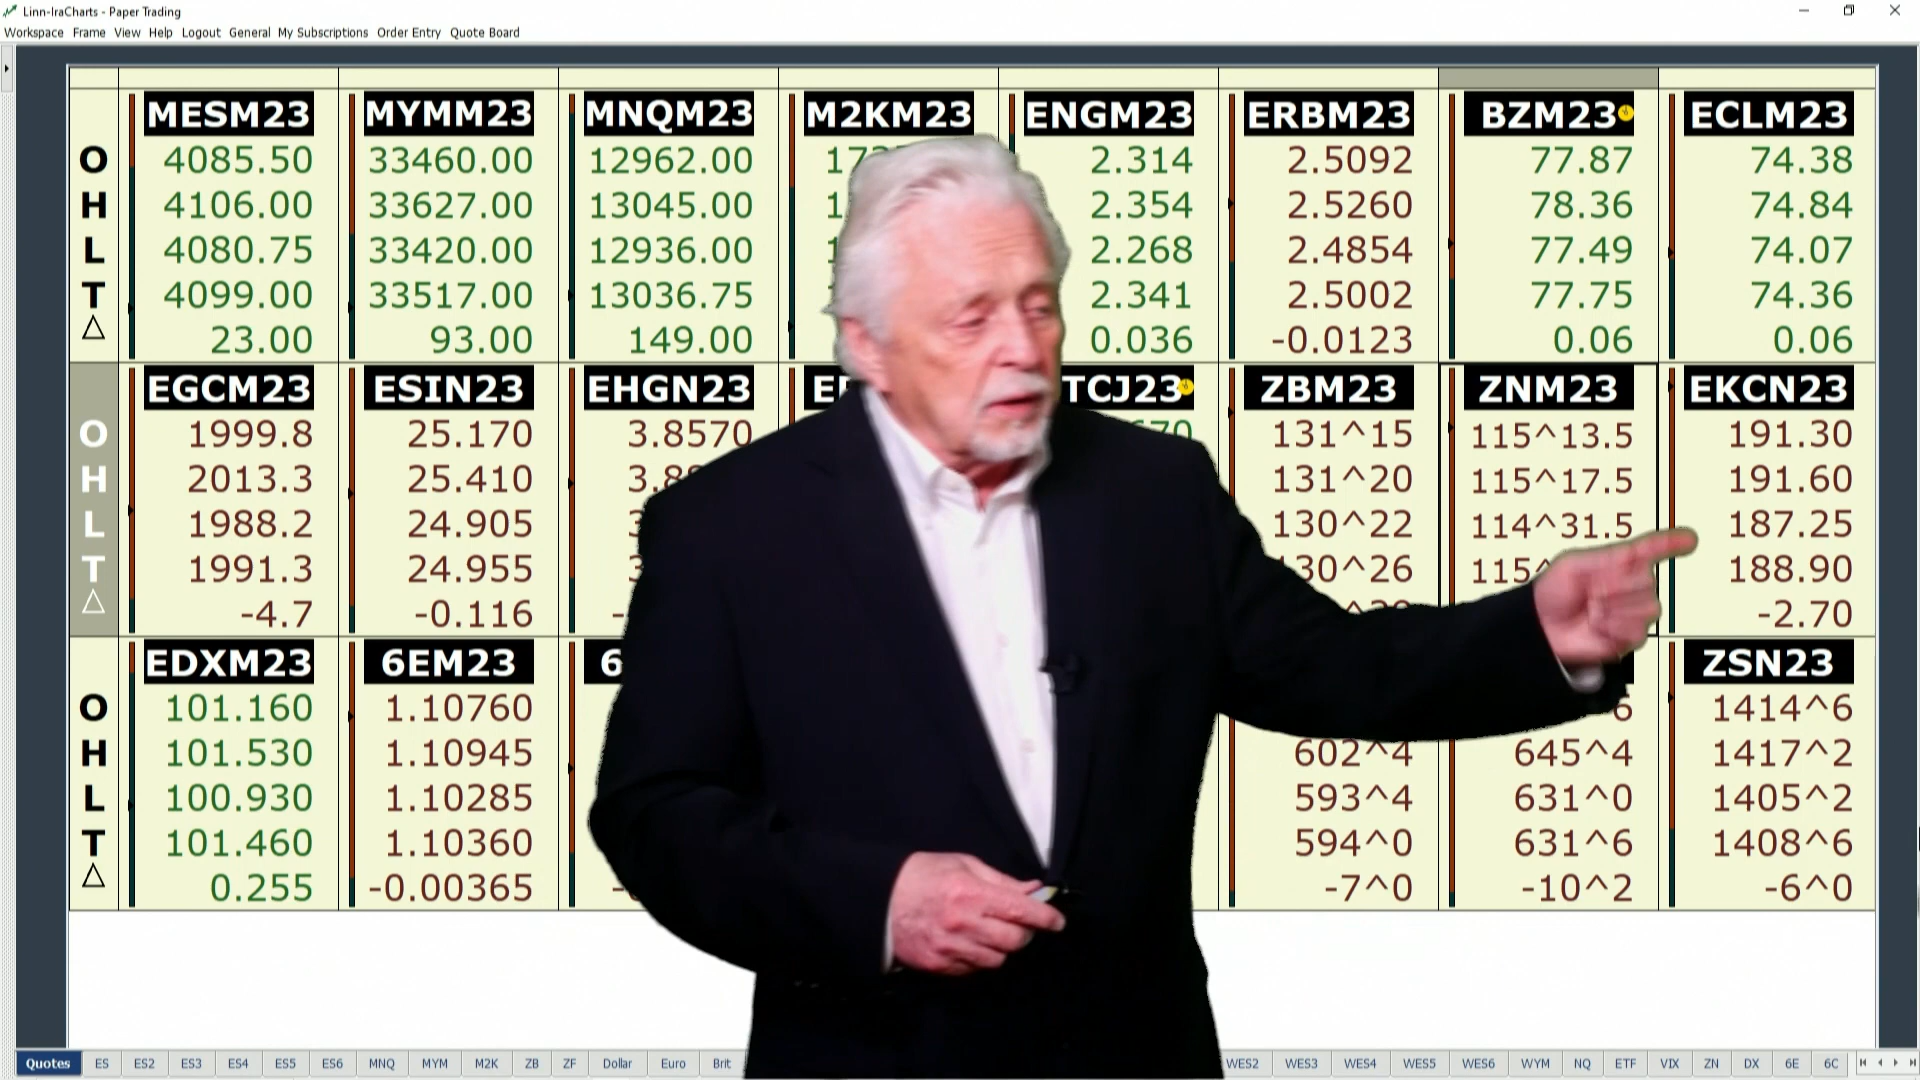 Linn-IraCharts - Paper Trading
Workspace Frame View Help Logout General My Subscriptions Order Entry Quote Board
MESM23 MYMM23 MNQM23 M2KM23 ENGM23 ERBM23 BZM23 ECLM23
O 4085.50 33460.00 12962.00 2.314 2.5092 77.87 74.38
H 4106.00 33627.00 13045.00 2.354 2.5260 78.36 74.84
L 4080.75 33420.00 12936.00 2.268 2.4854 77.49 74.07
T 4099.00 33517.00 13036.75 2.341 2.5002 77.75 74.36
△ 23.00 93.00 149.00 0.036 -0.0123 0.06 0.06
EGCM23 ESIN23 EHGN23 TCJ23 ZBM23 ZNM23 EKCN23
O 1999.8 25.170 3.8570 131^15 115^13.5 191.30
H 2013.3 25.410 131^20 115^17.5 191.60
L 1988.2 24.905 130^22 114^31.5 187.25
T 1991.3 24.955 30^26 115^ 188.90
△ -4.7 -0.116 -2.70
EDXM23 6EM23 6 ZSN23
O 101.160 1.10760 6 1414^6
H 101.530 1.10945 602^4 645^4 1417^2
L 100.930 1.10285 593^4 631^0 1405^2
T 101.460 1.10360 594^0 631^6 1408^6
△ 0.255 -0.00365 -7^0 -10^2 -6^0
Quotes ES ES2 ES3 ES4 ES5 ES6 MNQ MYM M2K ZB ZF Dollar Euro Brit WES2 WES3 WES4 WES5 WES6 WYM NQ ETF VIX ZN DX 6E 6C